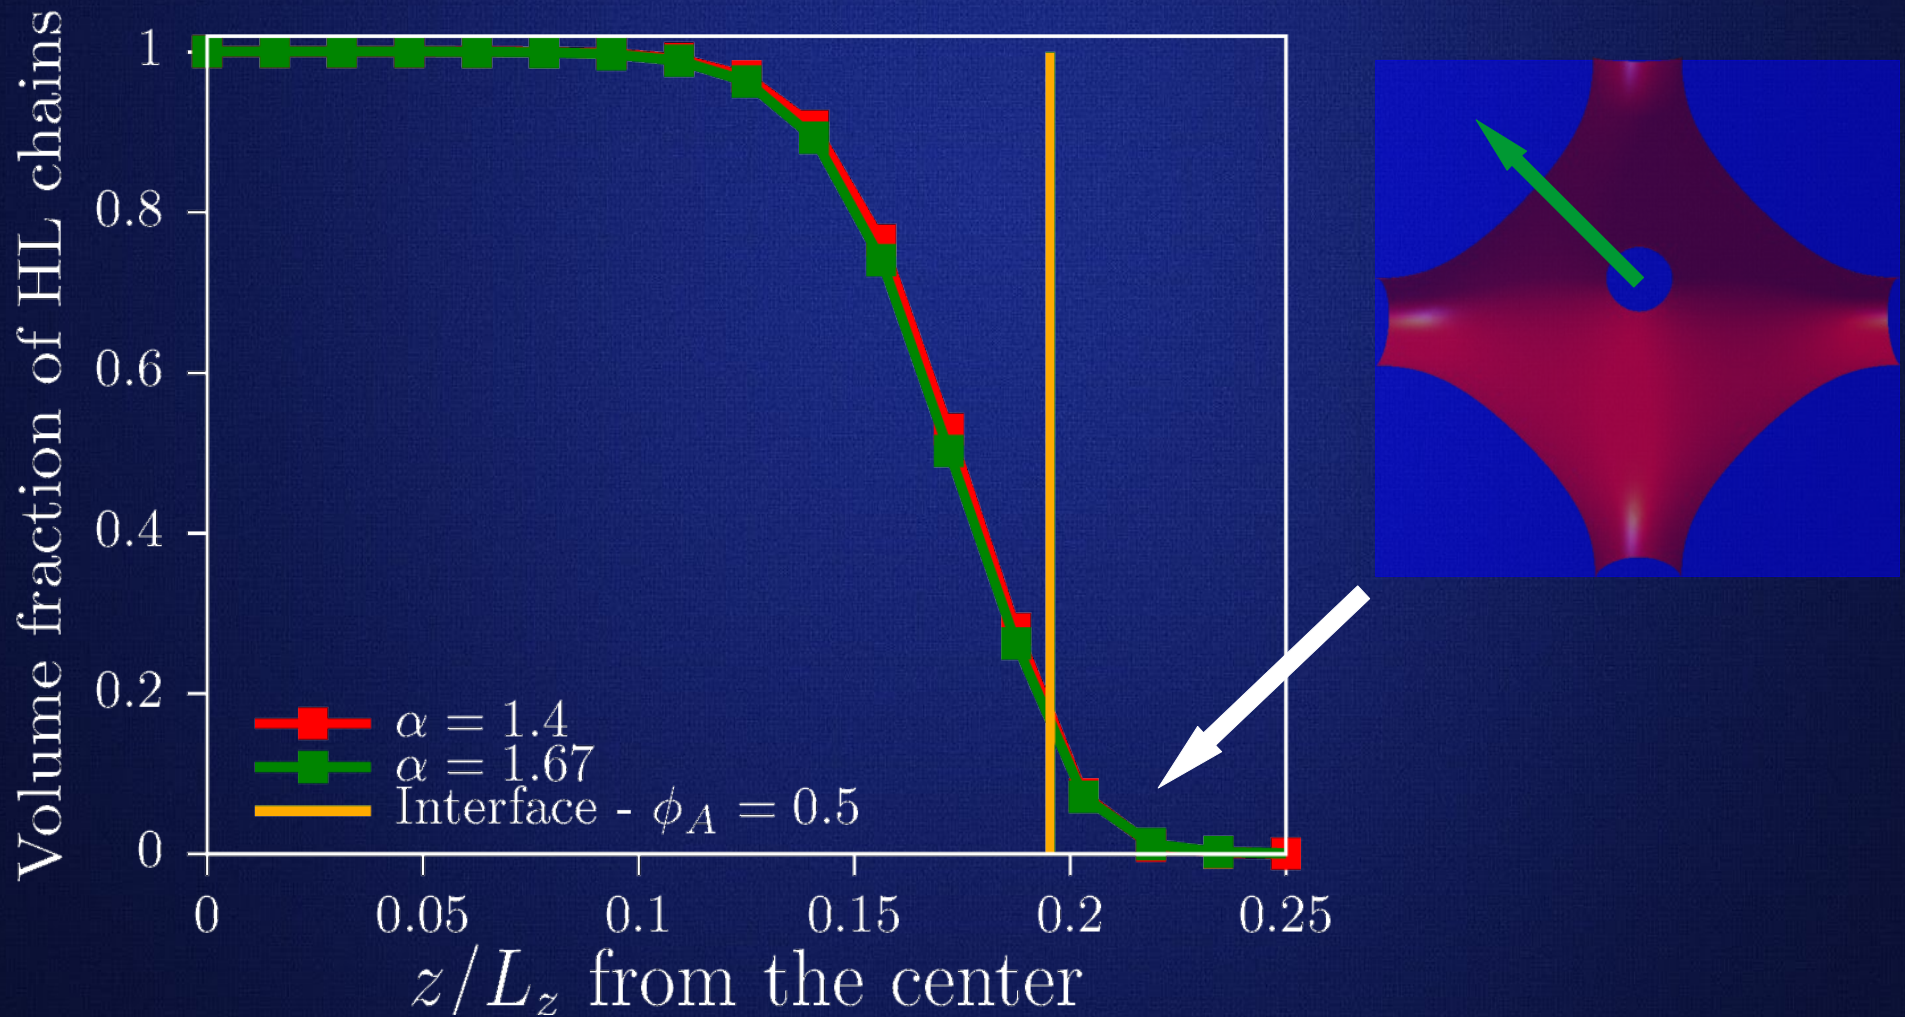 Volume fraction of HL chains
1
0.8
0.6
0.4
0.2
0
α = 1.4
α = 1.67
Interface - ϕ_A = 0.5
0 0.05 0.1 0.15 0.2 0.25
z/L_z from the center